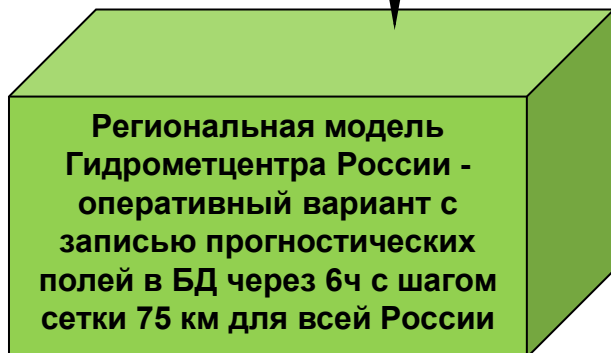 Региональная модель
Гидрометцентра России -
оперативный вариант с
записью прогностических
полей в БД через 6ч с шагом
сетки 75 км для всей России